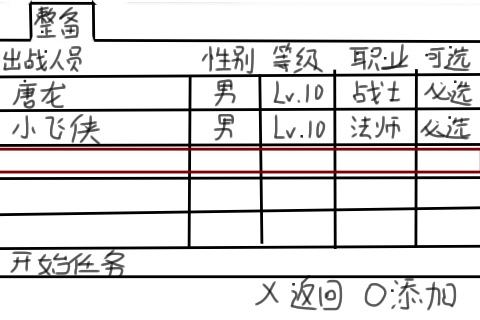 整备
出战人员 性别 等级 职业 可选
唐龙 男 Lv.10 战士 必选
小飞侠 男 Lv.10 法师 必选
开始任务
X返回 O添加